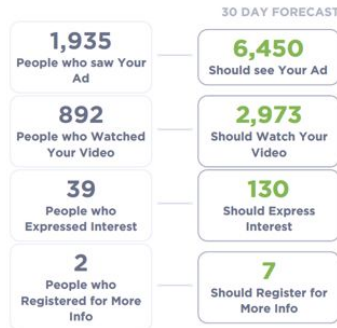 30 DAY FORECAST
1,935
People who saw Your
Ad
6,450
Should see Your Ad
892
People who Watched
Your Video
2,973
Should Watch Your
Video
39
People who
Expressed Interest
130
Should Express
Interest
2
People who
Registered for More
Info
7
Should Register for
More Info